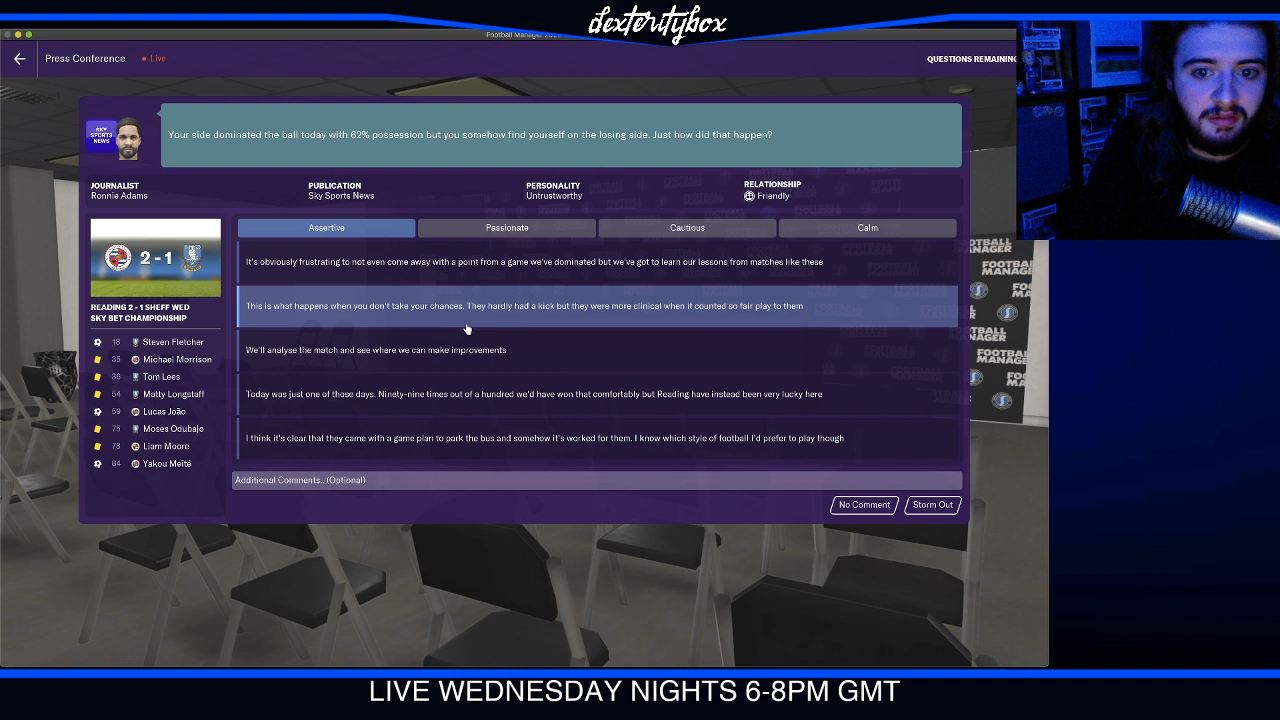 dexteritybox
Football Manager 20
Press Conference
Live
QUESTIONS REMAINING
SKY
SPORTS
NEWS
Your side dominated the ball today with 62% possession but you somehow find yourself on the losing side. Just how did that happen?
JOURNALIST
Ronnie Adams
PUBLICATION
Sky Sports News
PERSONALITY
Untrustworthy
RELATIONSHIP
Friendly
2 - 1
READING 2 - 1 SHEFF WED
SKY BET CHAMPIONSHIP
18 Steven Fletcher
35 Michael Morrison
36 Tom Lees
54 Matty Longstaff
59 Lucas João
75 Moses Odubajo
78 Liam Moore
84 Yakou Meïté
Assertive
Passionate
Cautious
Calm
It's obviously frustrating to not even come away with a point from a game we've dominated but we've got to learn our lessons from matches like these
This is what happens when you don't take your chances. They hardly had a kick but they were more clinical when it counted so fair play to them
We'll analyse the match and see where we can make improvements
Today was just one of those days. Ninety-nine times out of a hundred we'd have won that comfortably but Reading have instead been very lucky here
I think it's clear that they came with a game plan to park the bus and somehow it's worked for them. I know which style of football I'd prefer to play though
Additional Comments.. (Optional)
No Comment
Storm Out
FOOTBALL
MANAGER
LIVE WEDNESDAY NIGHTS 6-8PM GMT